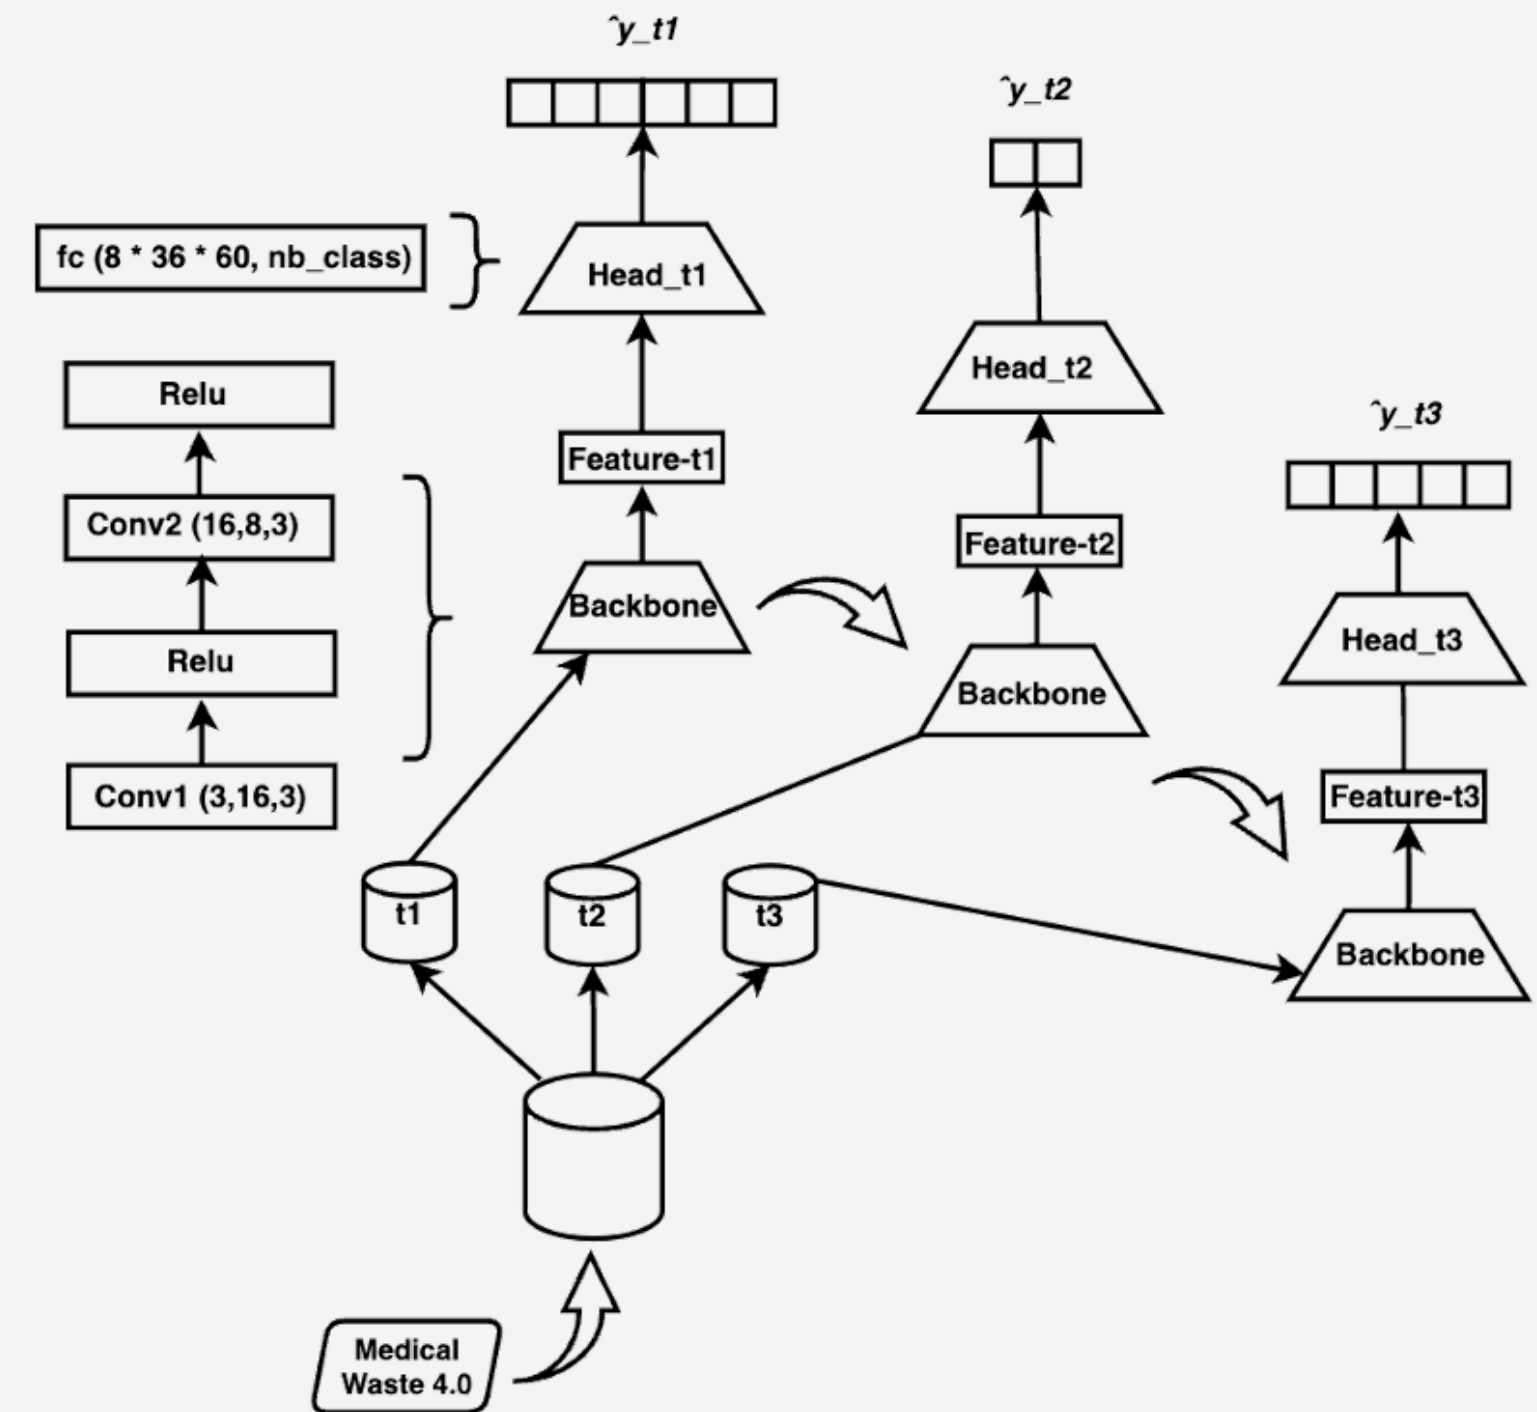 ˆy_t1
ˆy_t2
fc (8 * 36 * 60, nb_class)
Head_t1
Relu
Head_t2
ˆy_t3
Feature-t1
Conv2 (16,8,3)
Feature-t2
Backbone
Head_t3
Relu
Backbone
Conv1 (3,16,3)
Feature-t3
t1
t2
t3
Backbone
Medical
Waste 4.0